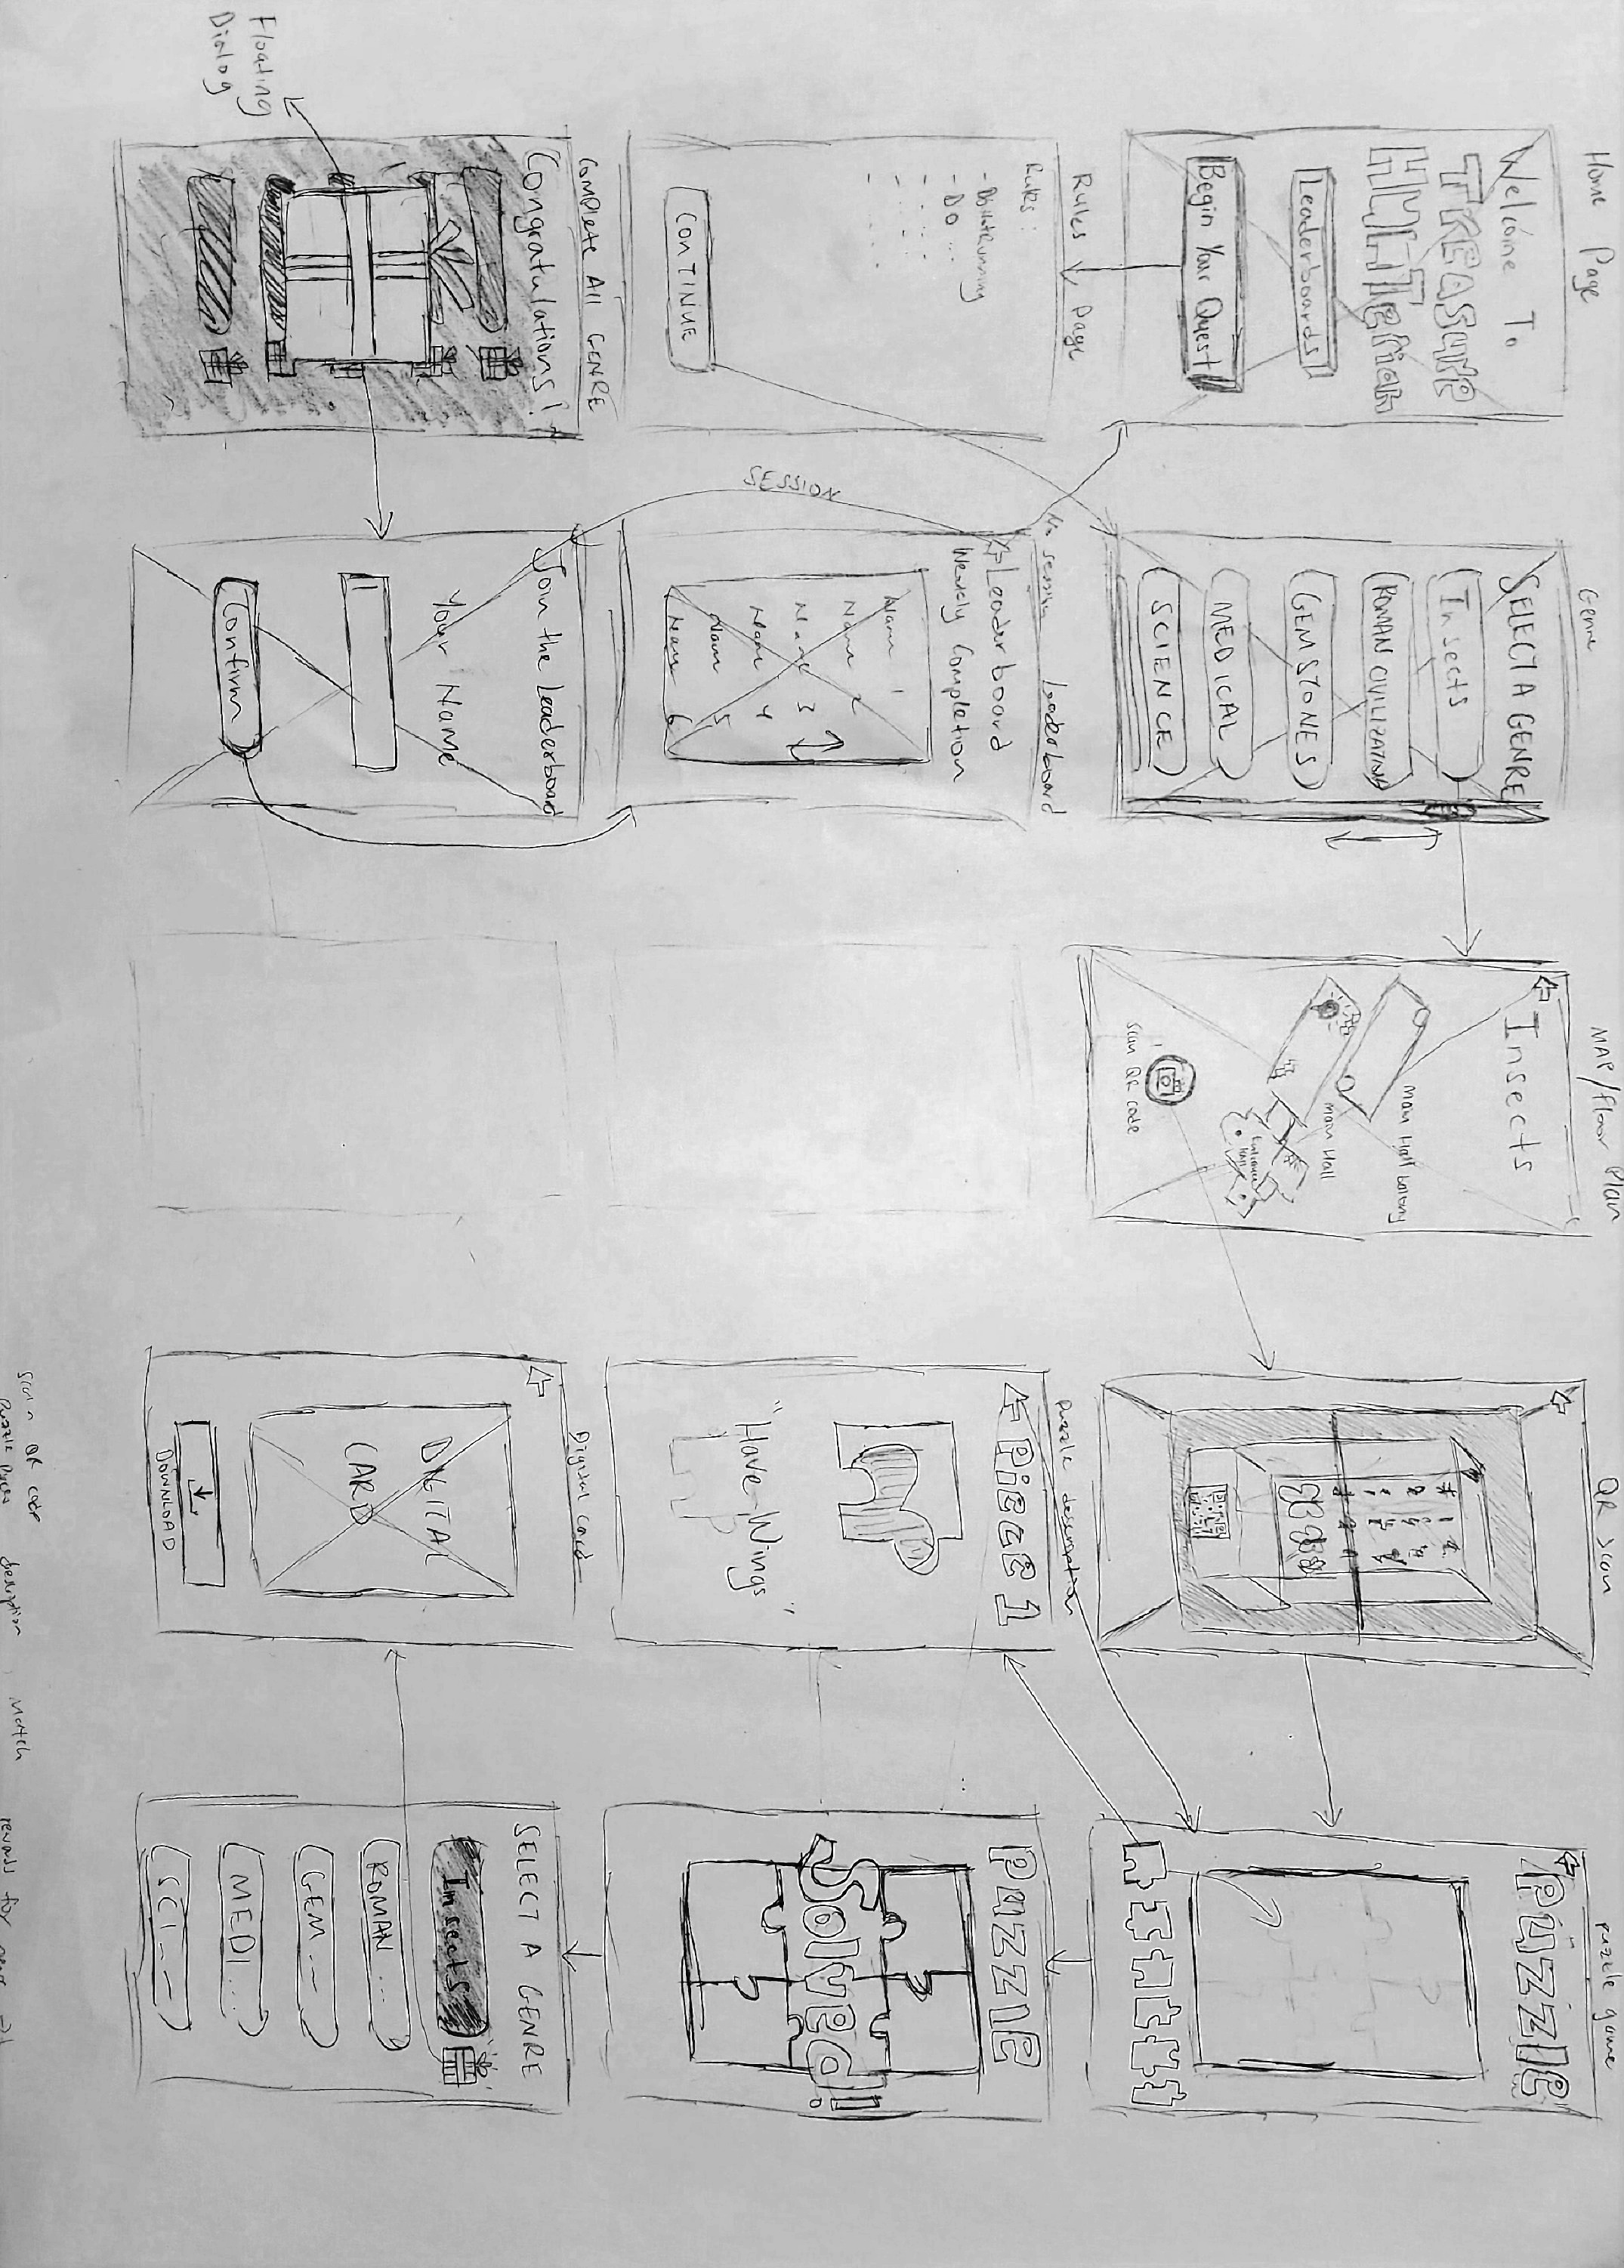 Home Page
Welcome To
TREASURE
HUNTerian
Leaderboards
Begin Your Quest
Genre
SELECT A GENRE
Insects
ROMAN CIVILIZATION
GEMSTONES
MEDICAL
SCIENCE
MAP/floor Plan
Insects
Main Hall
Main Hall
Entrance
Hall
Scan QR code
QR scan
puzzle game
PUZZLE
Rules Page
Rules:
- DO
CONTINUE
No session Leaderboard
Leaderboard
Weekly Completion
Name 1
Name 2
Name 3
Name 4
Name 5
Name 6
SESSION
Puzzle description
Piece 1
"Have Wings"
PUZZLE
Solved!
COMPLETE All GENRE
Congratulations!
Floating
Dialog
Join the Leaderboard
Your Name
Confirm
Digital Card
DIGITAL
CARD
DOWNLOAD
SELECT A GENRE
Insects
ROMAN ...
GEM ...
MEDI ...
SCI ...
Scan QR code
Puzzle Pieces description Match rewards for